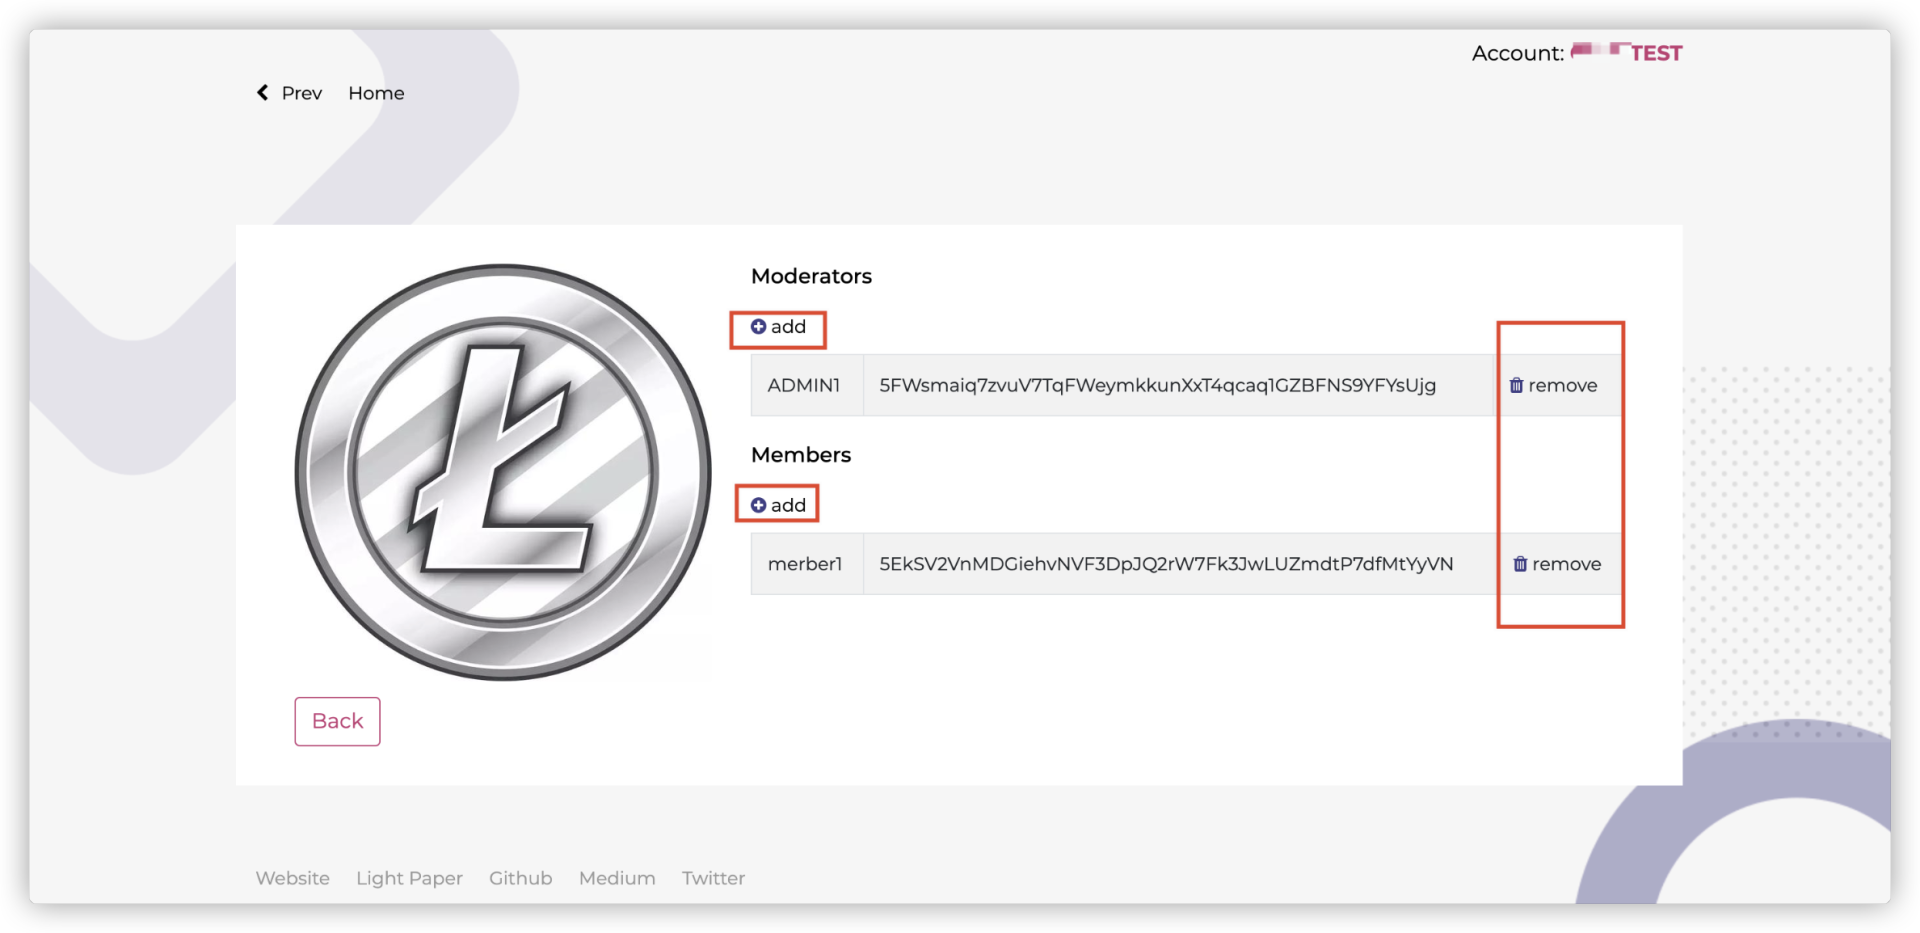 Account: TEST
Prev Home
Moderators
add
ADMIN1 5FWsmaiq7zvuV7TqFWeymkkunXxT4qcaq1GZBFNS9YFYsUjg remove
Members
add
merber1 5EkSV2VnMDGiehvNVF3DpJQ2rW7Fk3JwLUZmdtP7dfMtYyVN remove
Back
Website Light Paper Github Medium Twitter